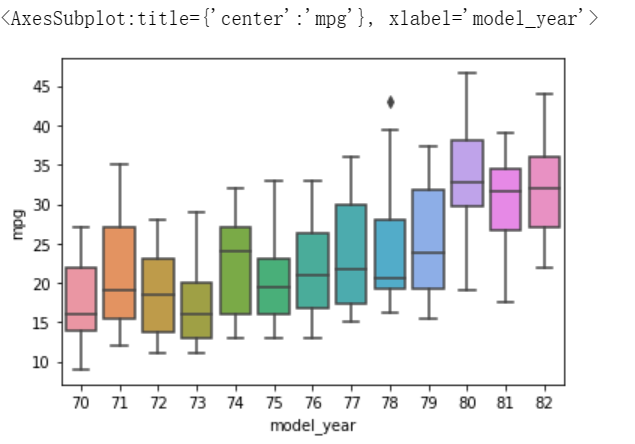 <AxesSubplot:title={'center':'mpg'}, xlabel='model_year'>
45
40
35
30
25
20
15
10
mpg
70 71 72 73 74 75 76 77 78 79 80 81 82
model_year